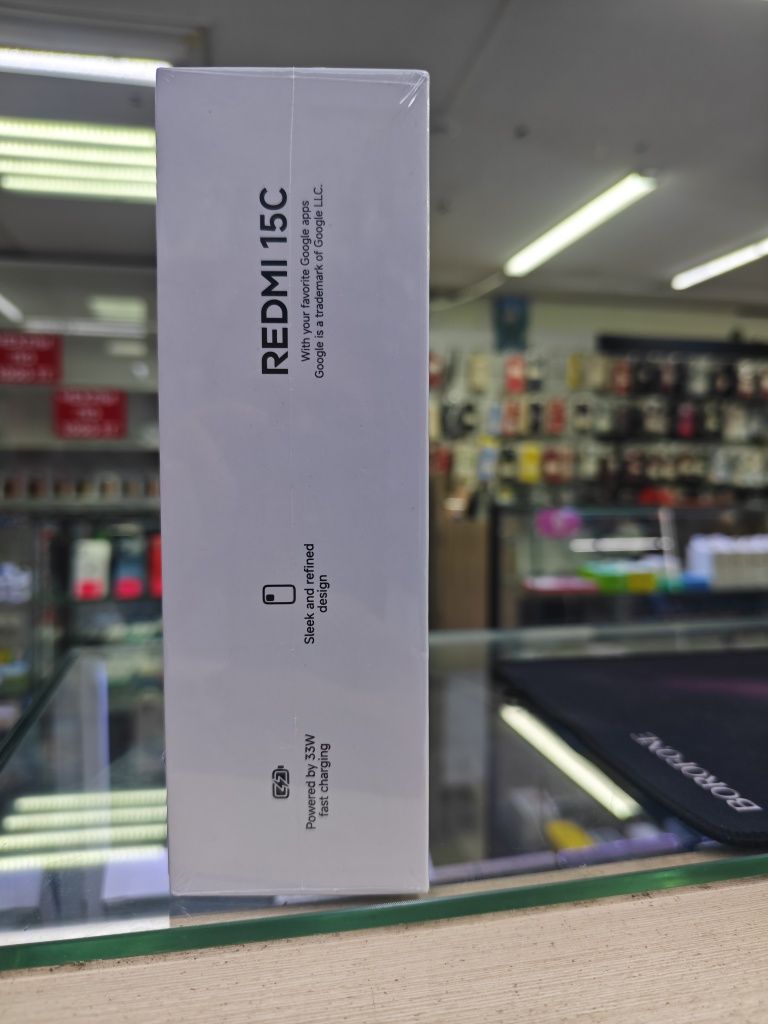 REDMI 15C
With your favorite Google apps
Google is a trademark of Google LLC.
Sleek and refined
design
Powered by 33W
fast charging
BOROFONE